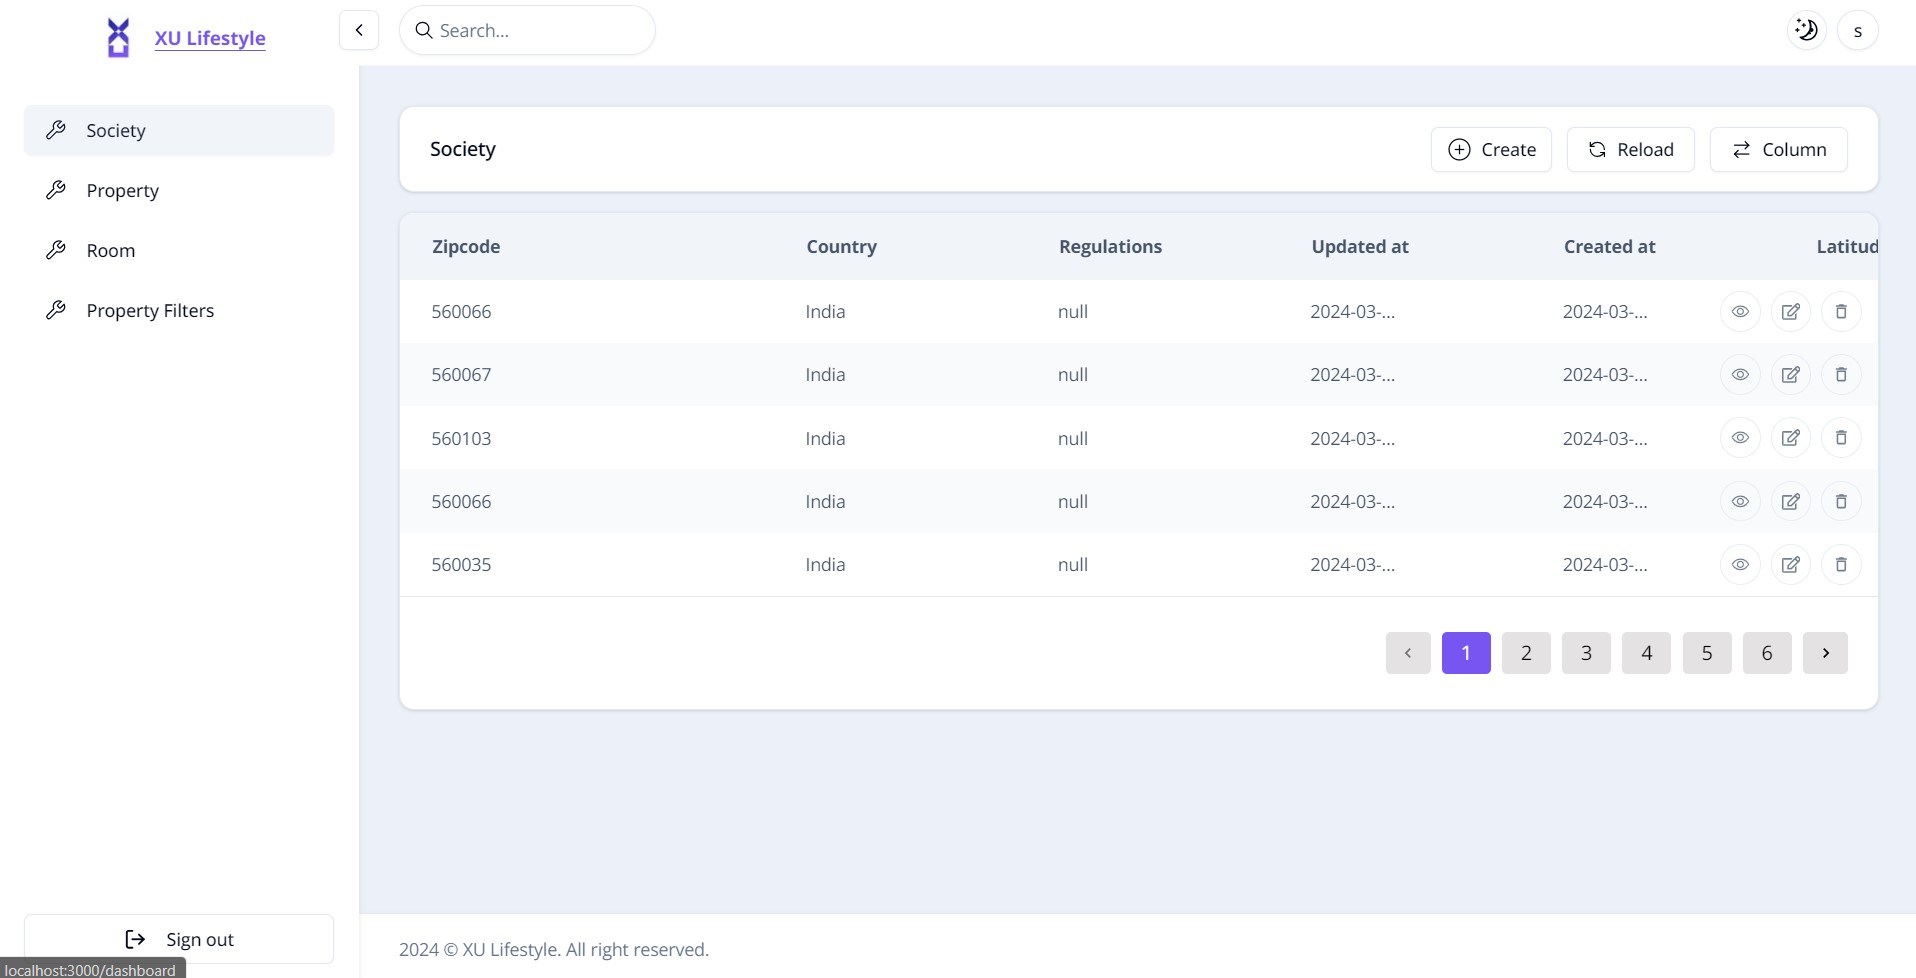 XU Lifestyle
Search...
s
Society
Property
Room
Property Filters
Society
Create
Reload
Column
Zipcode Country Regulations Updated at Created at Latitud
560066 India null 2024-03-... 2024-03-...
560067 India null 2024-03-... 2024-03-...
560103 India null 2024-03-... 2024-03-...
560066 India null 2024-03-... 2024-03-...
560035 India null 2024-03-... 2024-03-...
1 2 3 4 5 6
Sign out
2024 © XU Lifestyle. All right reserved.
localhost:3000/dashboard